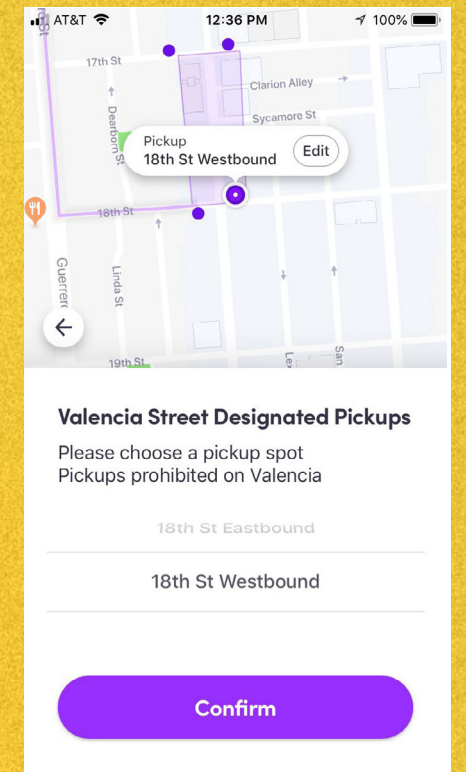 AT&T
12:36 PM
100%
17th St
Clarion Alley
Dearborn St
Sycamore St
Pickup
18th St Westbound
Edit
18th St
Guerrero
Linda St
19th St
Lex
San
Valencia Street Designated Pickups
Please choose a pickup spot
Pickups prohibited on Valencia
18th St Eastbound
18th St Westbound
Confirm